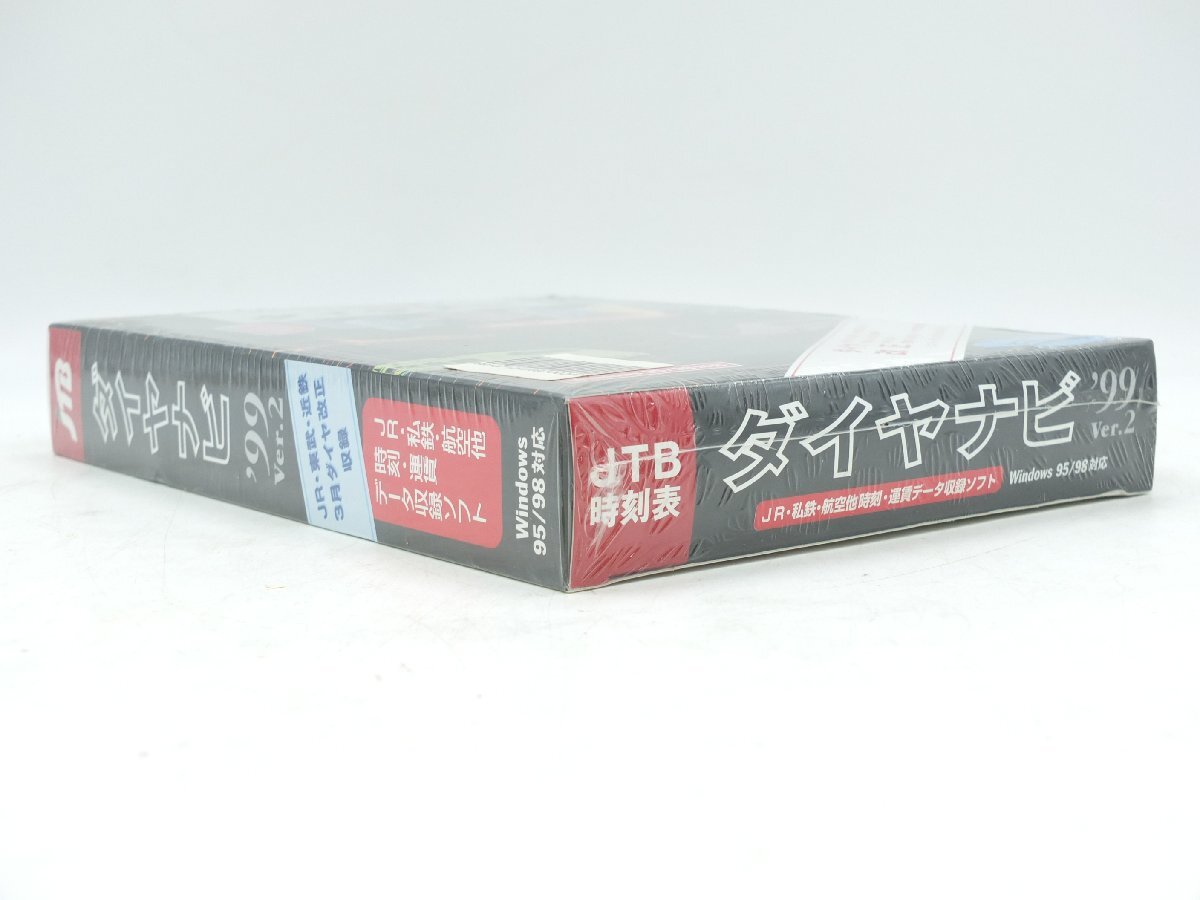 JTB
ダイヤナビ
'99
Ver.2
JR・東武・近鉄
3月ダイヤ改正
収録
JR・私鉄・航空他
時刻・運賃
データ収録ソフト
Windows
95/98対応
JTB
時刻表
ダイヤナビ
'99
Ver.2
JR・私鉄・航空他時刻・運賃データ収録ソフト
Windows 95/98対応